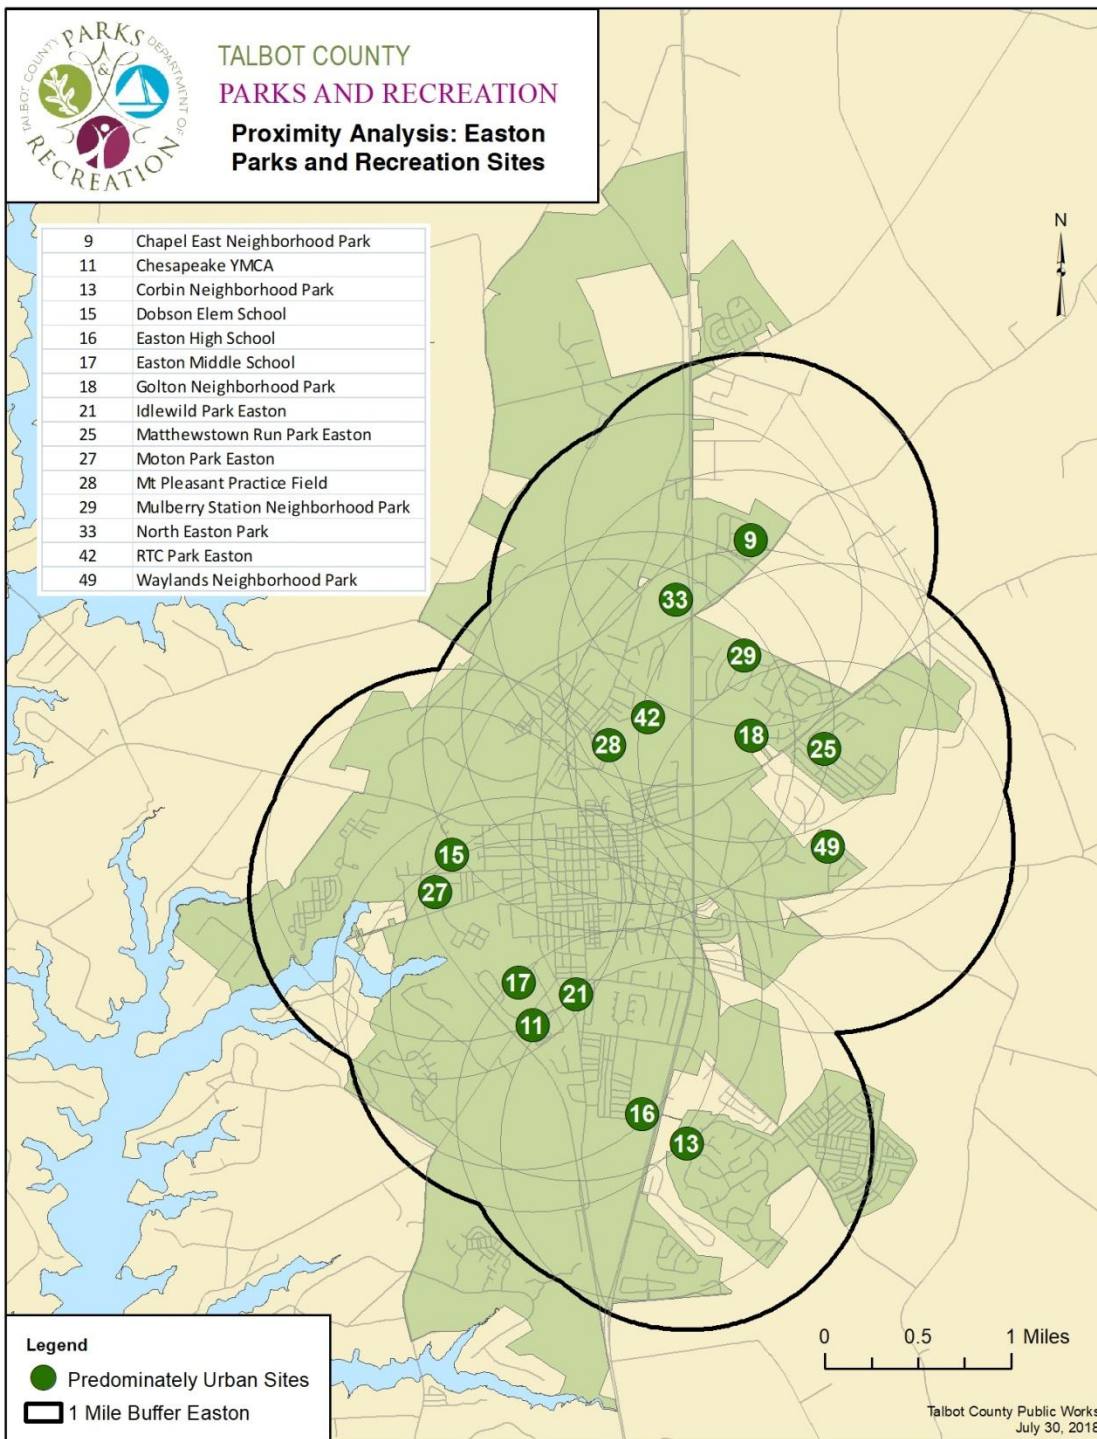 TALBOT COUNTY PARKS & DEPARTMENT OF RECREATION
TALBOT COUNTY
PARKS AND RECREATION
Proximity Analysis: Easton
Parks and Recreation Sites
9 Chapel East Neighborhood Park
11 Chesapeake YMCA
13 Corbin Neighborhood Park
15 Dobson Elem School
16 Easton High School
17 Easton Middle School
18 Golton Neighborhood Park
21 Idlewild Park Easton
25 Matthewstown Run Park Easton
27 Moton Park Easton
28 Mt Pleasant Practice Field
29 Mulberry Station Neighborhood Park
33 North Easton Park
42 RTC Park Easton
49 Waylands Neighborhood Park
N
9
33
29
42
28
18
25
15
49
27
17
21
11
16
13
Legend
Predominately Urban Sites
1 Mile Buffer Easton
0 0.5 1 Miles
Talbot County Public Works
July 30, 2018